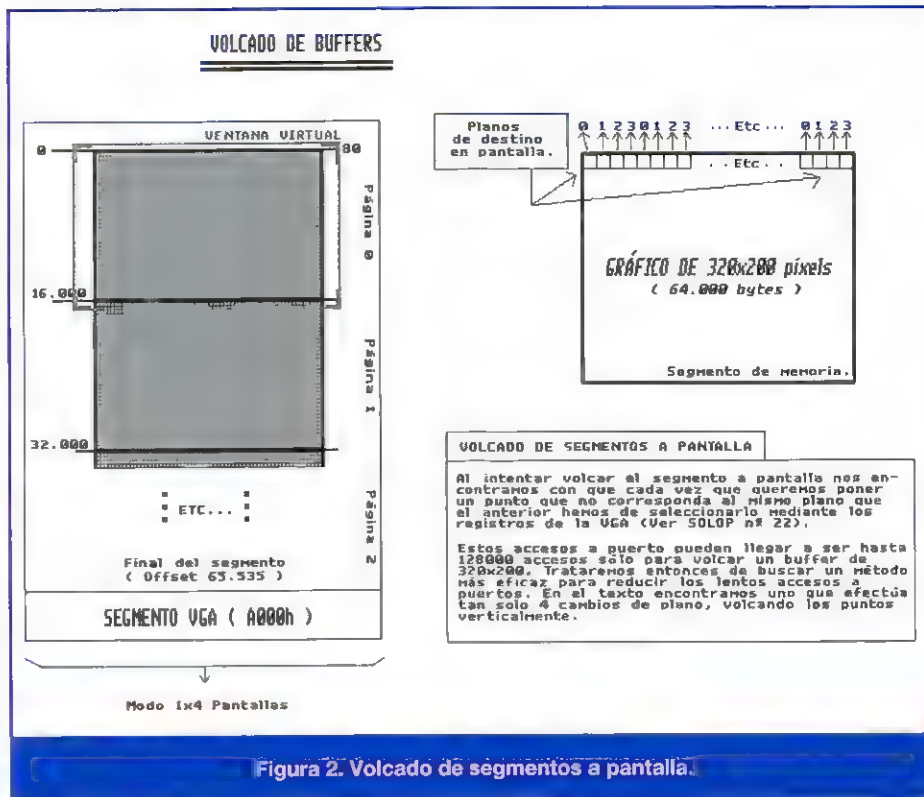 VOLCADO DE BUFFERS
VENTANA VIRTUAL
0
80
Página 0
16.000
Página 1
32.000
Página 2
ETC...
Final del segmento
( Offset 65.535 )
SEGMENTO VGA ( A000h )
Modo 1x4 Pantallas
Planos
de destino
en pantalla.
0 1 2 3 0 1 2 3 ...Etc... 0 1 2 3
..Etc..
GRÁFICO DE 320x200 pixels
( 64.000 bytes )
Segmento de memoria.
VOLCADO DE SEGMENTOS A PANTALLA
Al intentar volcar el segmento a pantalla nos en-
contramos con que cada vez que queremos poner
un punto que no corresponda al mismo plano que
el anterior hemos de seleccionarlo mediante los
registros de la VGA (Ver SOLOP nº 22).
Estos accesos a puerto pueden llegar a ser hasta
128000 accesos sólo para volcar un buffer de
320x200. Trataremos entonces de buscar un método
más eficaz para reducir los lentos accesos a
puertos. En el texto encontramos uno que efectúa
tan solo 4 cambios de plano, volcando los puntos
verticalmente.
Figura 2. Volcado de segmentos a pantalla.